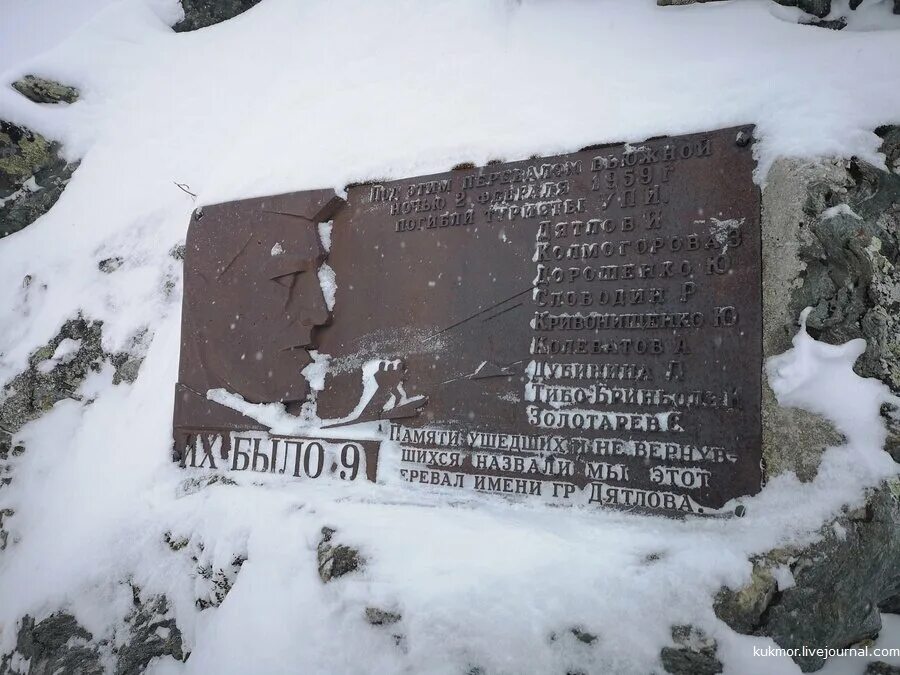 Под этим перевалом вьюжной
ночью 2 февраля 1959 г
погибли туристы УПИ.
Дятлов И
Колмогорова З
Дорошенко Ю
Слободин Р
Кривонищенко Ю
Колеватов А
Дубинина Л
Тибо-Бриньоль Н
Золотарев С
ИХ БЫЛО 9
Памяти ушедших и не вернув-
шихся назвали мы этот
еревал имени гр Дятлова.
kukmor.livejournal.com